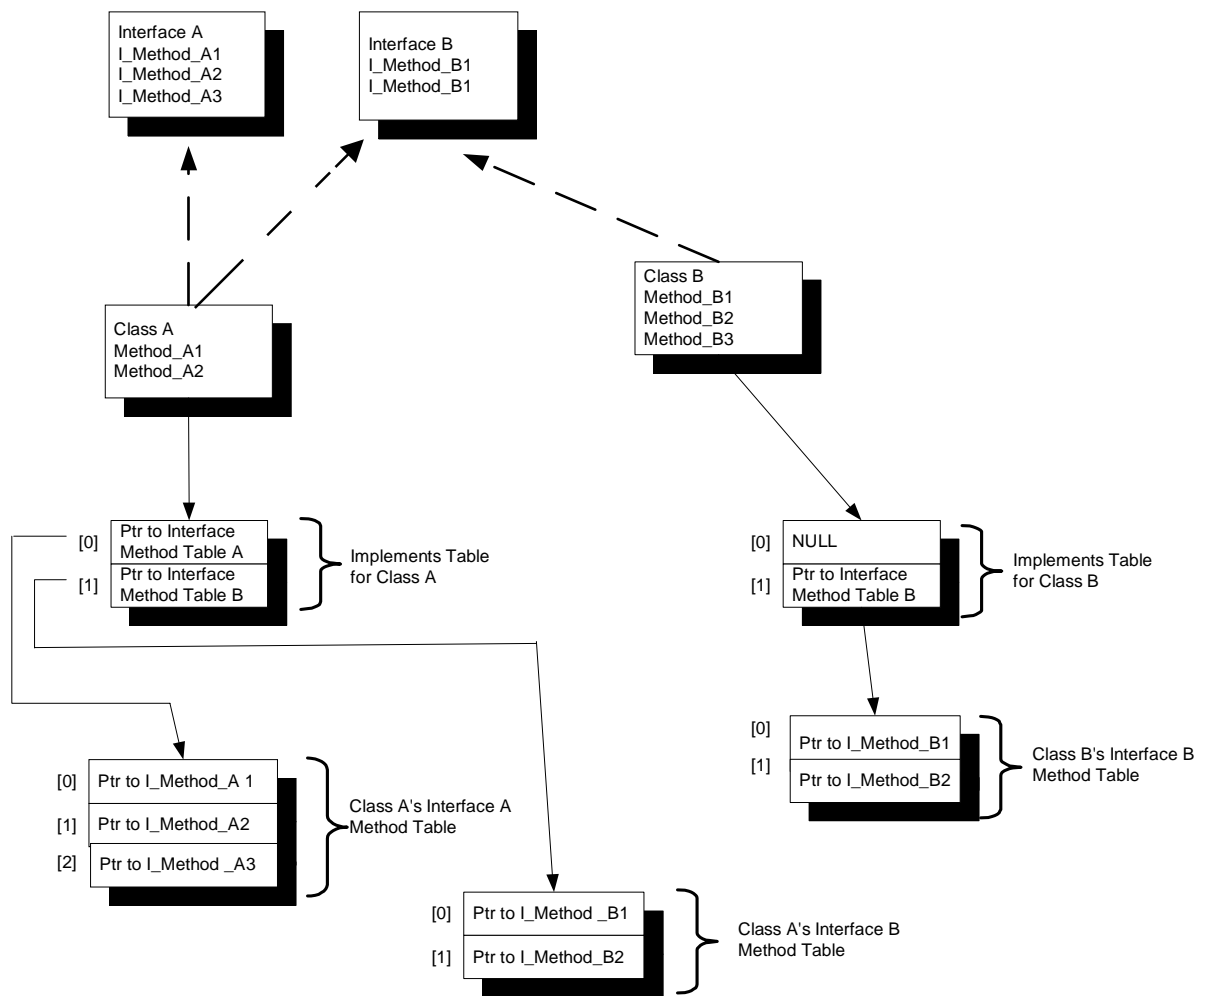 Interface A
I_Method_A1
I_Method_A2
I_Method_A3
Interface B
I_Method_B1
I_Method_B1
Class A
Method_A1
Method_A2
Class B
Method_B1
Method_B2
Method_B3
[0]
Ptr to Interface
Method Table A
[1]
Ptr to Interface
Method Table B
Implements Table
for Class A
[0]
NULL
[1]
Ptr to Interface
Method Table B
Implements Table
for Class B
[0]
Ptr to I_Method_B1
[1]
Ptr to I_Method_B2
Class B's Interface B
Method Table
[0]
Ptr to I_Method_A 1
[1]
Ptr to I_Method_A2
[2]
Ptr to I_Method _A3
Class A's Interface A
Method Table
[0]
Ptr to I_Method _B1
[1]
Ptr to I_Method_B2
Class A's Interface B
Method Table